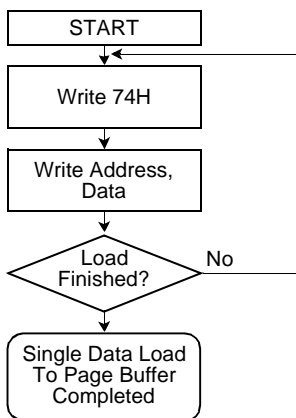 START
Write 74H
Write Address,
Data
Load
Finished?
No
Single Data Load
To Page Buffer
Completed